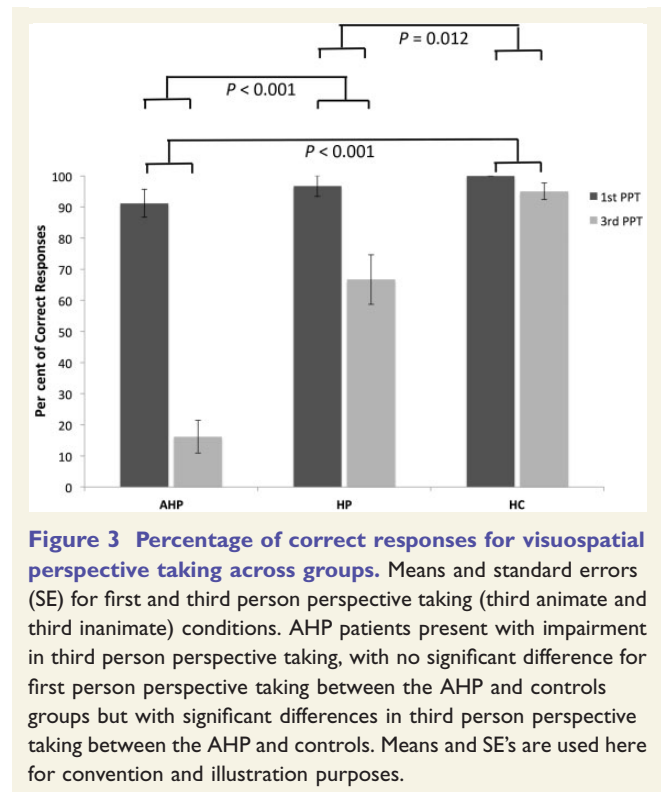 P = 0.012
P < 0.001
P < 0.001
100
90
80
70
60
50
40
30
20
10
0
Per cent of Correct Responses
1st PPT
3rd PPT
AHP HP HC
Figure 3 Percentage of correct responses for visuospatial
perspective taking across groups. Means and standard errors
(SE) for first and third person perspective taking (third animate and
third inanimate) conditions. AHP patients present with impairment
in third person perspective taking, with no significant difference for
first person perspective taking between the AHP and controls
groups but with significant differences in third person perspective
taking between the AHP and controls. Means and SE's are used here
for convention and illustration purposes.